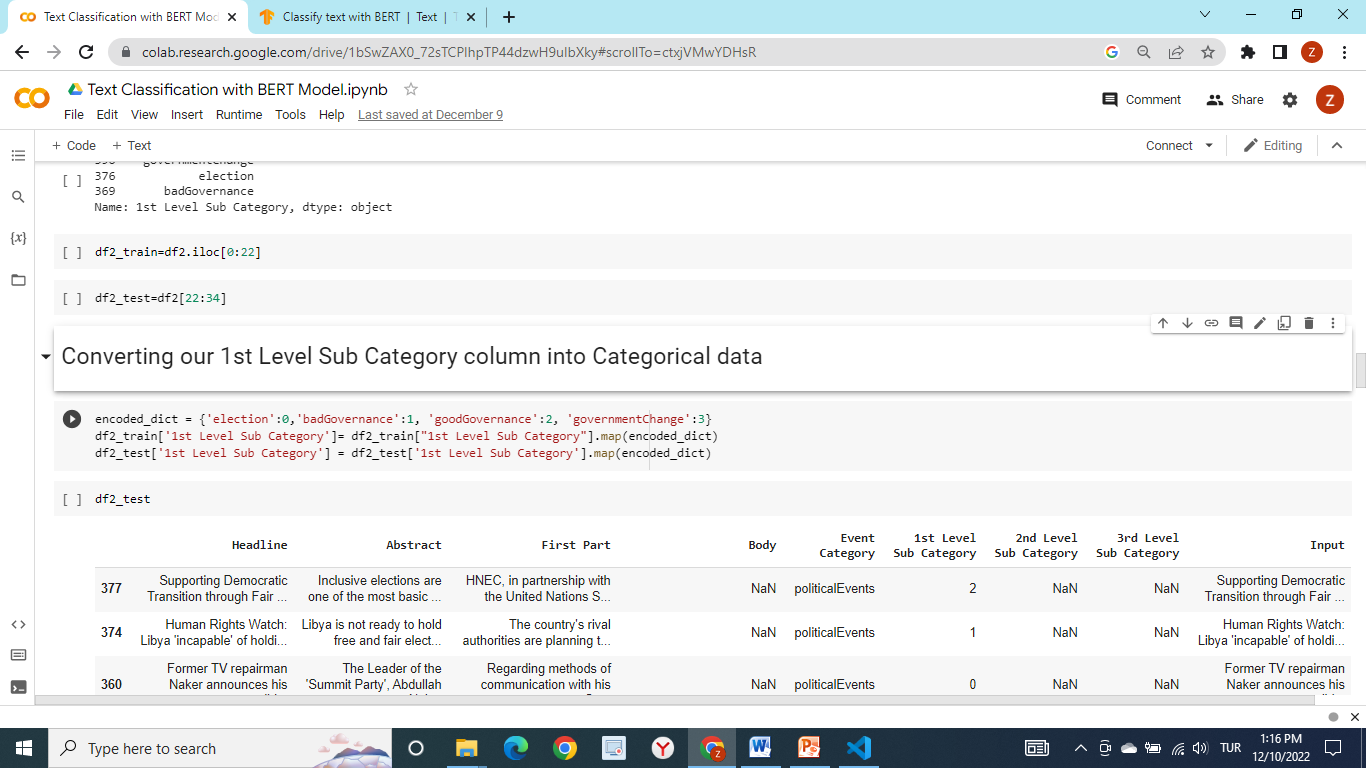 Text Classification with BERT Mod
Classify text with BERT | Text | T
colab.research.google.com/drive/1bSwZAX0_72sTCPlhpTP44dzwH9uIbXky#scrollTo=ctxjVMwYDHsR
Z
Text Classification with BERT Model.ipynb
Comment
Share
Z
File Edit View Insert Runtime Tools Help Last saved at December 9
+ Code + Text
Connect
Editing
governmentChange
[ ] 376 election
369 badGovernance
Name: 1st Level Sub Category, dtype: object
[ ] df2_train=df2.iloc[0:22]
[ ] df2_test=df2[22:34]
Converting our 1st Level Sub Category column into Categorical data
encoded_dict = {'election':0,'badGovernance':1, 'goodGovernance':2, 'governmentChange':3}
df2_train['1st Level Sub Category']= df2_train["1st Level Sub Category"].map(encoded_dict)
df2_test['1st Level Sub Category'] = df2_test['1st Level Sub Category'].map(encoded_dict)
[ ] df2_test
Event 1st Level 2nd Level 3rd Level
Headline Abstract First Part Body Category Sub Category Sub Category Sub Category Input
Supporting Democratic Inclusive elections are HNEC, in partnership with Supporting Democratic
377 Transition through Fair ... one of the most basic ... the United Nations S... NaN politicalEvents 2 NaN NaN Transition through Fair ...
Human Rights Watch: Libya is not ready to hold The country's rival Human Rights Watch:
374 Libya 'incapable' of holdi... free and fair elect... authorities are planning t... NaN politicalEvents 1 NaN NaN Libya 'incapable' of holdi...
Former TV repairman The Leader of the Regarding methods of Former TV repairman
360 Naker announces his 'Summit Party', Abdullah communication with his NaN politicalEvents 0 NaN NaN Naker announces his
Type here to search
TUR
1:16 PM
12/10/2022